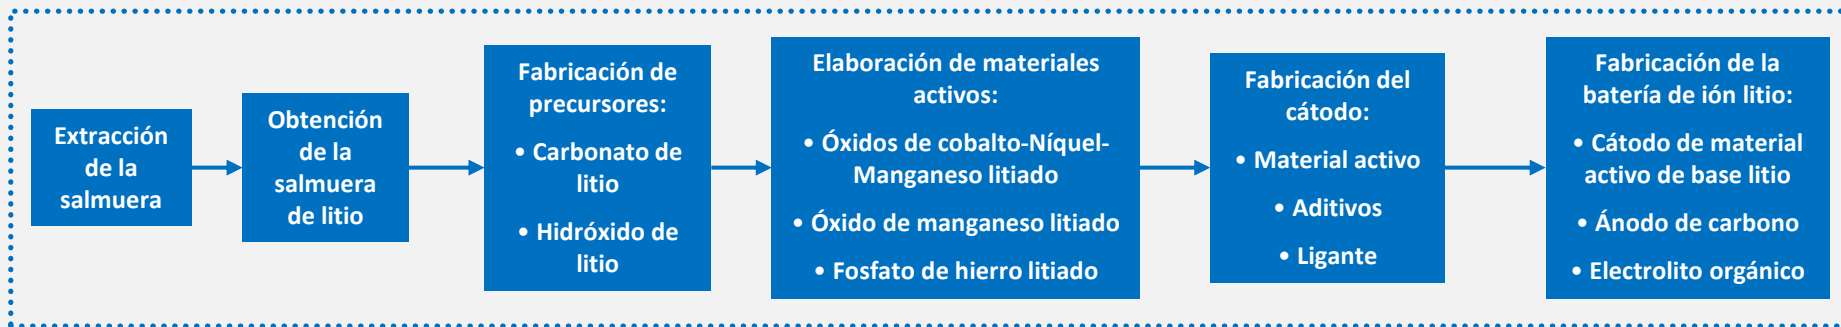 Extracción
de la
salmuera
Obtención
de la
salmuera
de litio
Fabricación de
precursores:
• Carbonato de
litio
• Hidróxido de
litio
Elaboración de materiales
activos:
• Óxidos de cobalto-Níquel-
Manganeso litiado
• Óxido de manganeso litiado
• Fosfato de hierro litiado
Fabricación del
cátodo:
• Material activo
• Aditivos
• Ligante
Fabricación de la
batería de ión litio:
• Cátodo de material
activo de base litio
• Ánodo de carbono
• Electrolito orgánico